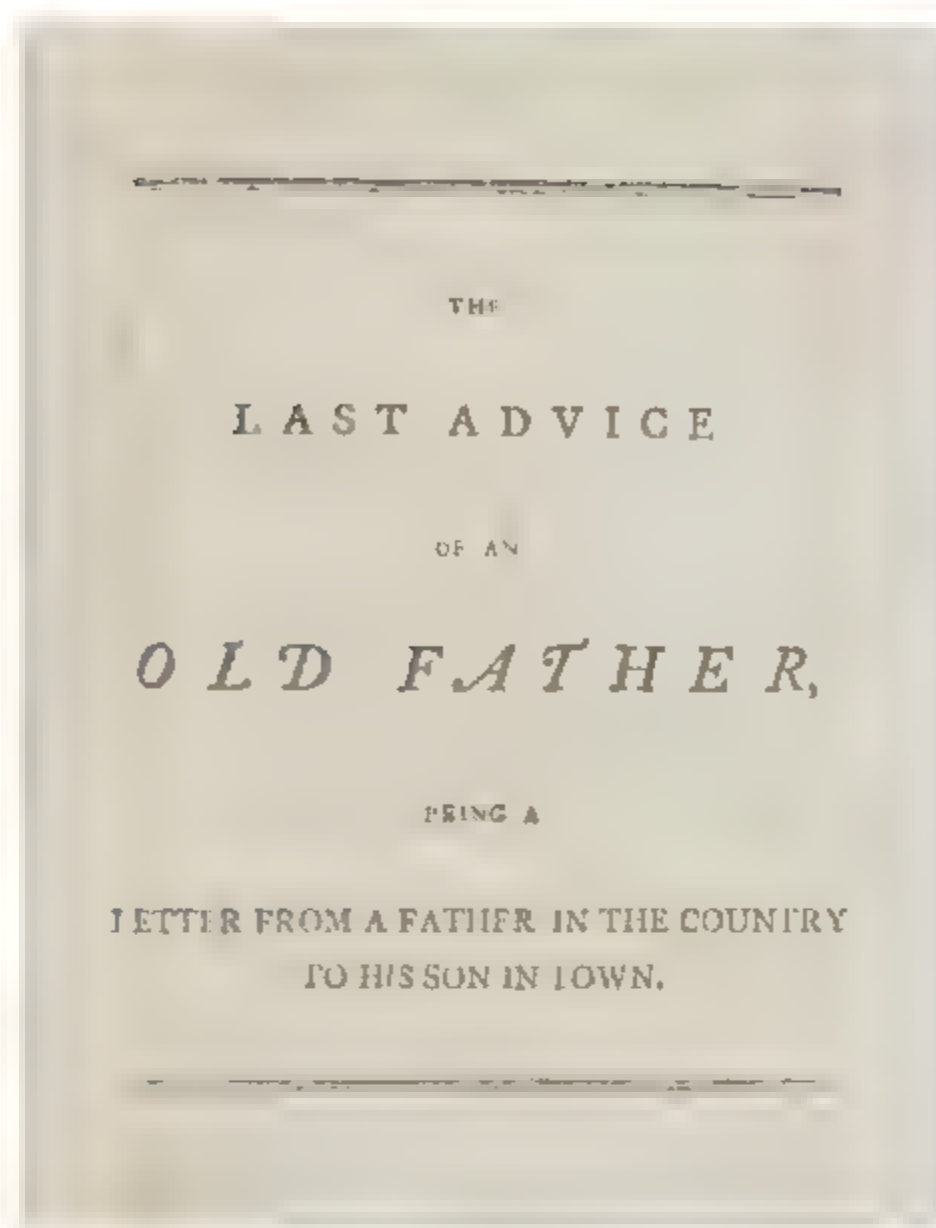 THE
LAST ADVICE
OF AN
OLD FATHER,
BEING A
LETTER FROM A FATHER IN THE COUNTRY
TO HIS SON IN TOWN.